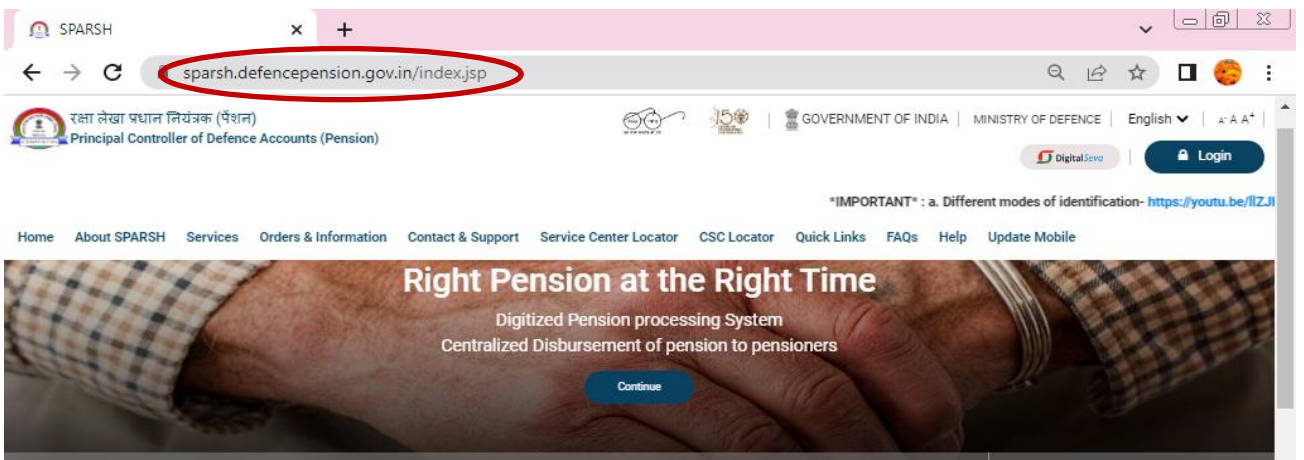 SPARSH
sparsh.defencepension.gov.in/index.jsp
रक्षा लेखा प्रधान नियंत्रक (पेंशन)
Principal Controller of Defence Accounts (Pension)
GOVERNMENT OF INDIA
MINISTRY OF DEFENCE
English
A- A A+
DigitalSeva
Login
*IMPORTANT* : a. Different modes of identification- https://youtu.be/
Home About SPARSH Services Orders & Information Contact & Support Service Center Locator CSC Locator Quick Links FAQs Help Update Mobile
Right Pension at the Right Time
Digitized Pension processing System
Centralized Disbursement of pension to pensioners
Continue